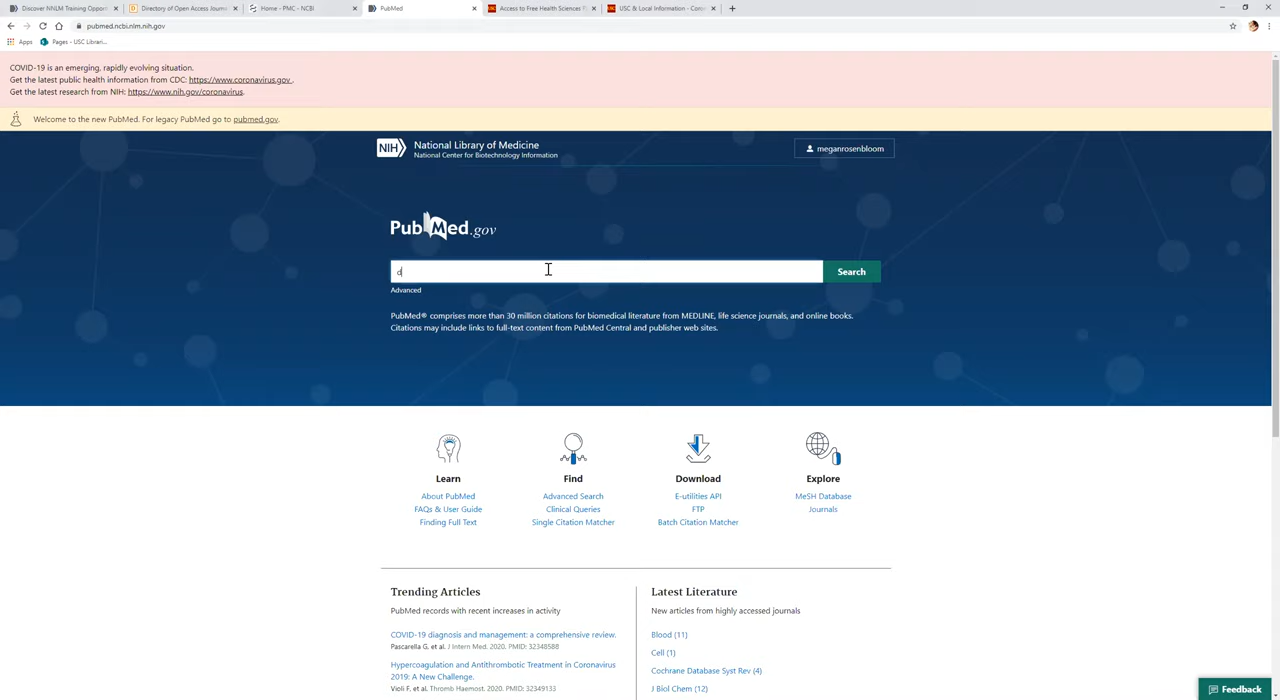 Discover NNLM Training Opport
Directory of Open Access Journal
Home - PMC - NCBI
PubMed
Access to Free Health Sciences R
USC & Local Information - Coro
pubmed.ncbi.nlm.nih.gov
Apps
Pages - USC Librari...
COVID-19 is an emerging, rapidly evolving situation.
Get the latest public health information from CDC: https://www.coronavirus.gov .
Get the latest research from NIH: https://www.nih.gov/coronavirus.
Welcome to the new PubMed. For legacy PubMed go to pubmed.gov.
NIH
National Library of Medicine
National Center for Biotechnology Information
meganrosenbloom
PubMed.gov
d
Search
Advanced
PubMed® comprises more than 30 million citations for biomedical literature from MEDLINE, life science journals, and online books.
Citations may include links to full-text content from PubMed Central and publisher web sites.
Learn
About PubMed
FAQs & User Guide
Finding Full Text
Find
Advanced Search
Clinical Queries
Single Citation Matcher
Download
E-utilities API
FTP
Batch Citation Matcher
Explore
MeSH Database
Journals
Trending Articles
PubMed records with recent increases in activity
COVID-19 diagnosis and management: a comprehensive review.
Pascarella G, et al. J Intern Med. 2020. PMID: 32348588
Hypercoagulation and Antithrombotic Treatment in Coronavirus
2019: A New Challenge.
Violi F, et al. Thromb Haemost. 2020. PMID: 32349133
Latest Literature
New articles from highly accessed journals
Blood (11)
Cell (1)
Cochrane Database Syst Rev (4)
J Biol Chem (12)
Feedback